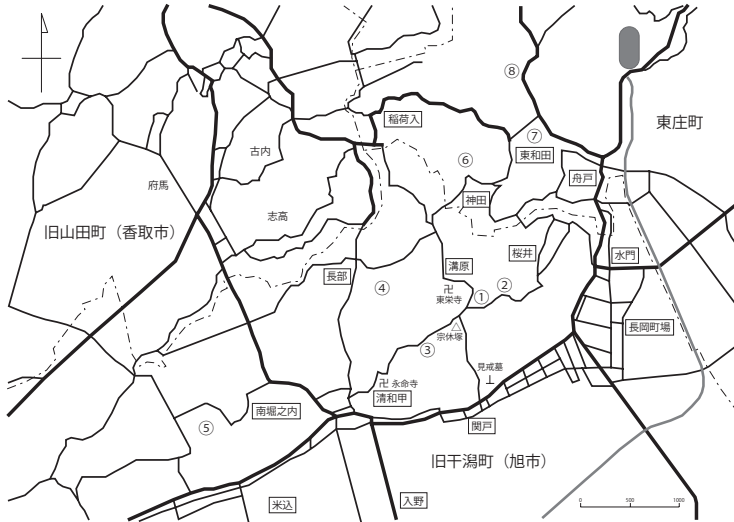 ⑧
東庄町
稲荷入
⑦
東和田
古内
⑥
舟戸
府馬
神田
志高
旧山田町（香取市）
桜井
水門
長部
溝原
④
卍
東栄寺
①
②
長岡町場
宗休塚
③
見戒墓
卍 永命寺
清和甲
南堀之内
⑤
関戸
旧干潟町（旭市）
米込
入野
0 500 1000